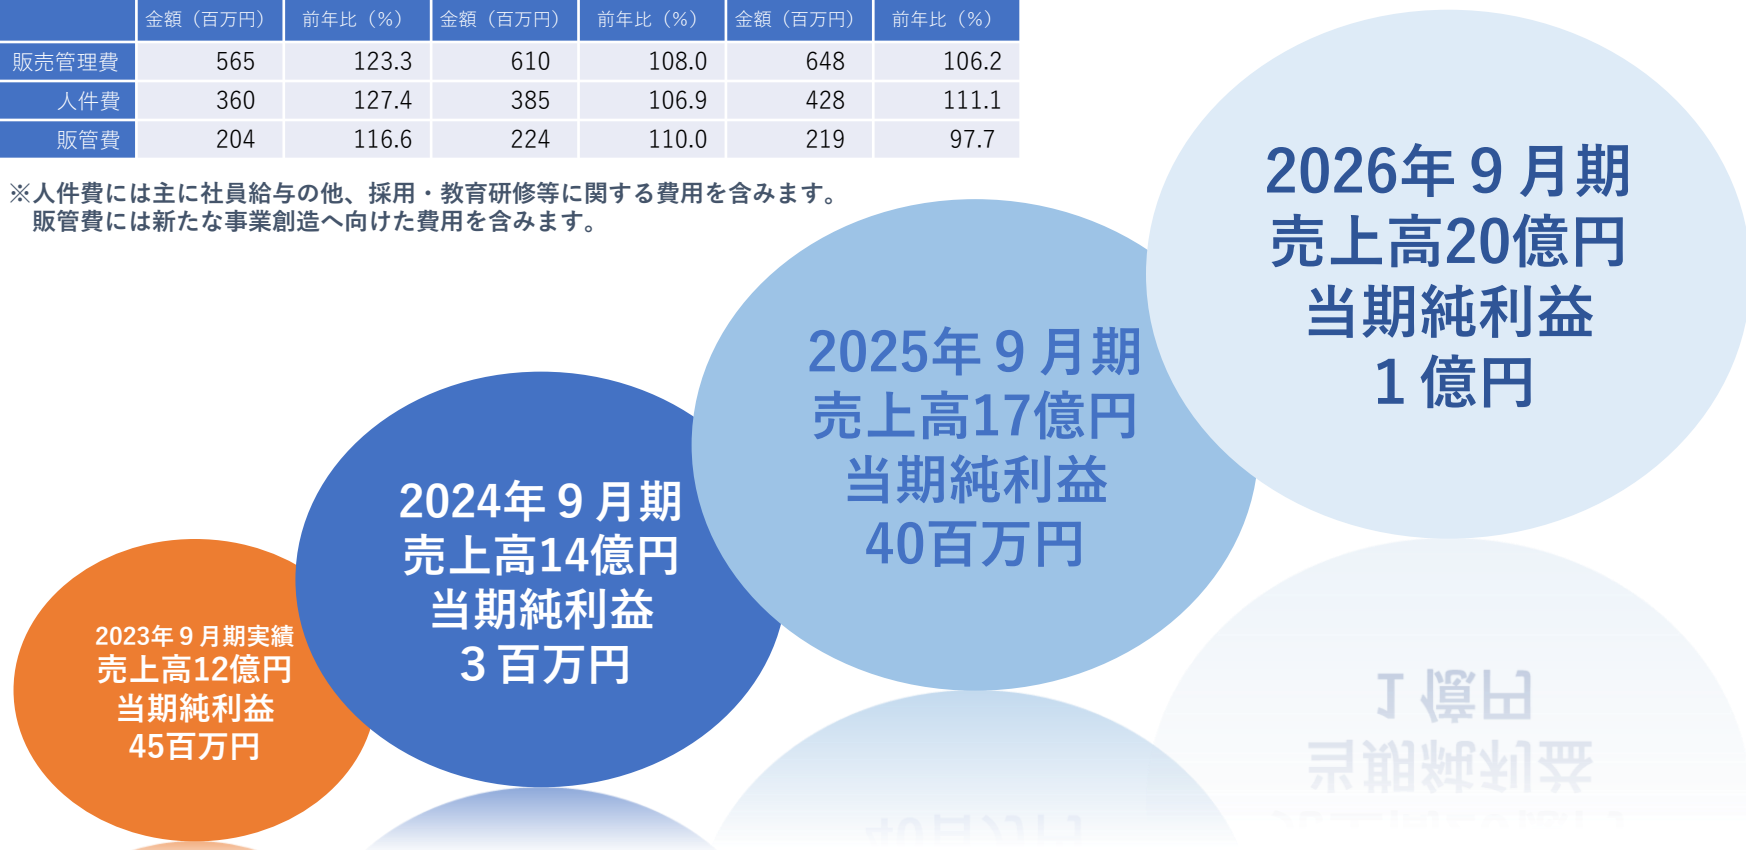 金額（百万円） 前年比（%） 金額（百万円） 前年比（%） 金額（百万円） 前年比（%）
販売管理費 565 123.3 610 108.0 648 106.2
人件費 360 127.4 385 106.9 428 111.1
販管費 204 116.6 224 110.0 219 97.7
※人件費には主に社員給与の他、採用・教育研修等に関する費用を含みます。
販管費には新たな事業創造へ向けた費用を含みます。
2023年９月期実績
売上高12億円
当期純利益
45百万円
2024年９月期
売上高14億円
当期純利益
３百万円
2025年９月期
売上高17億円
当期純利益
40百万円
2026年９月期
売上高20億円
当期純利益
１億円